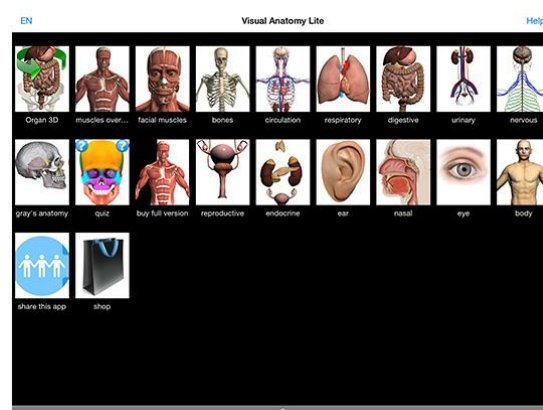 EN Visual Anatomy Lite Help
Organ 3D muscles over... facial muscles bones circulation respiratory digestive urinary nervous
gray's anatomy quiz buy full version reproductive endocrine ear nasal eye body
share this app shop